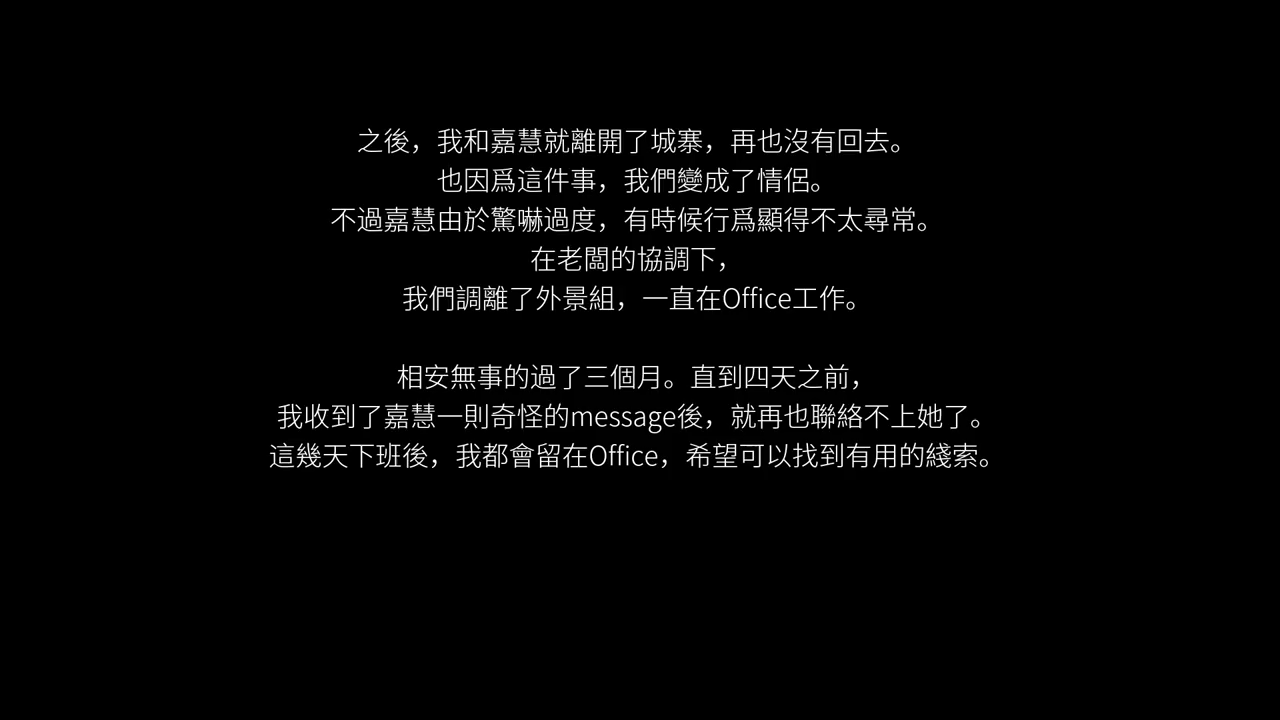 之後，我和嘉慧就離開了城寨，再也沒有回去。
也因爲這件事，我們變成了情侶。
不過嘉慧由於驚嚇過度，有時候行爲顯得不太尋常。
在老闆的協調下，
我們調離了外景組，一直在Office工作。
相安無事的過了三個月。直到四天之前，
我收到了嘉慧一則奇怪的message後，就再也聯絡不上她了。
這幾天下班後，我都會留在Office，希望可以找到有用的綫索。